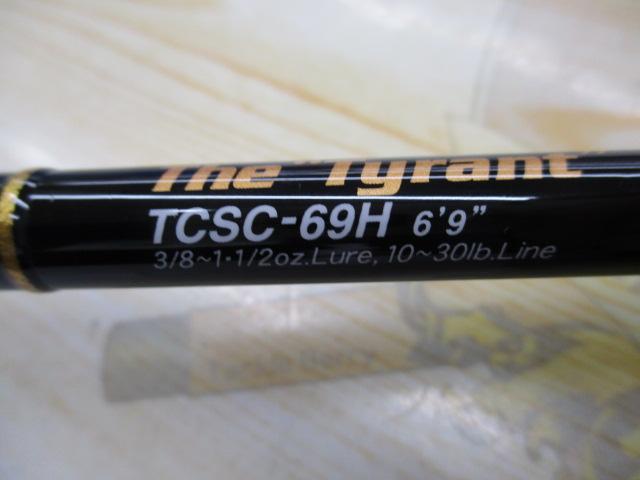 The "Tyrant"
TCSC-69H 6'9"
3/8~1・1/2oz.Lure, 10~30lb.Line